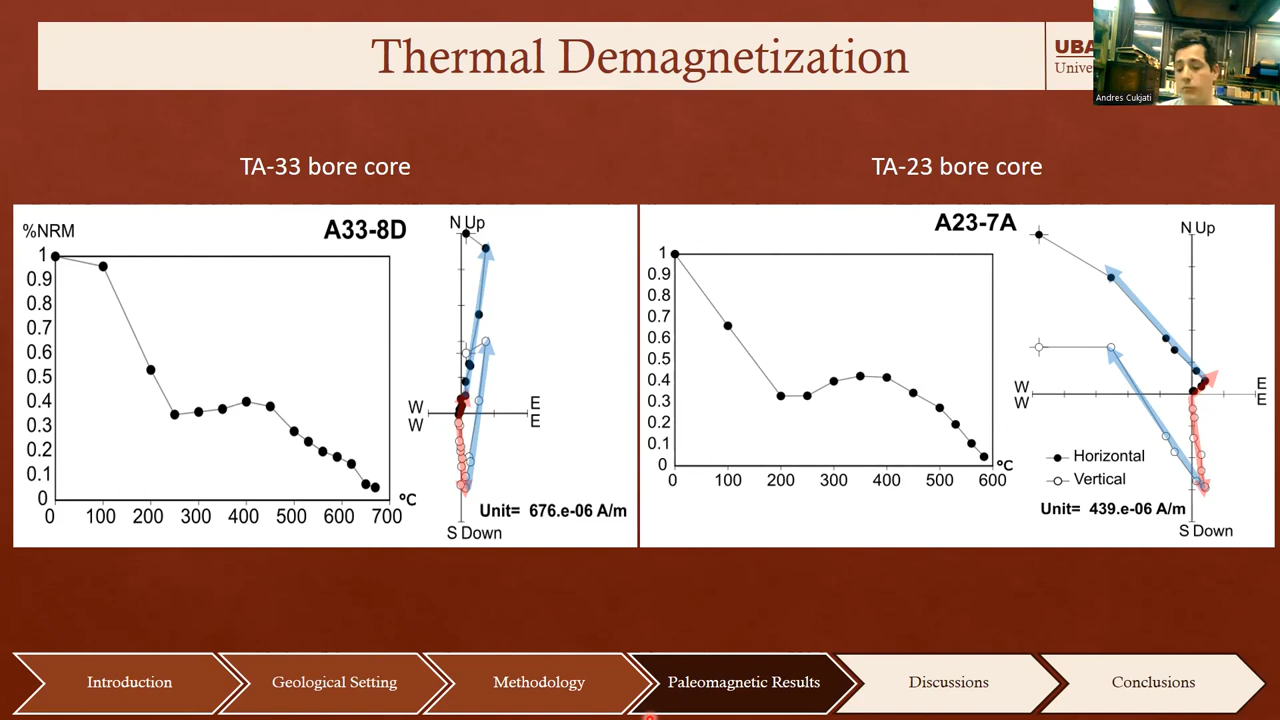 Thermal Demagnetization
UBA
Unive
Andres Cukjati
TA-33 bore core
TA-23 bore core
%NRM
A33-8D
1
0.9
0.8
0.7
0.6
0.5
0.4
0.3
0.2
0.1
0
0 100 200 300 400 500 600 700
ºC
N Up
W
W
E
E
S Down
Unit= 676.e-06 A/m
A23-7A
1
0.9
0.8
0.7
0.6
0.5
0.4
0.3
0.2
0.1
0
0 100 200 300 400 500 600
ºC
N Up
W
W
E
E
Horizontal
Vertical
Unit= 439.e-06 A/m
S Down
Introduction
Geological Setting
Methodology
Paleomagnetic Results
Discussions
Conclusions